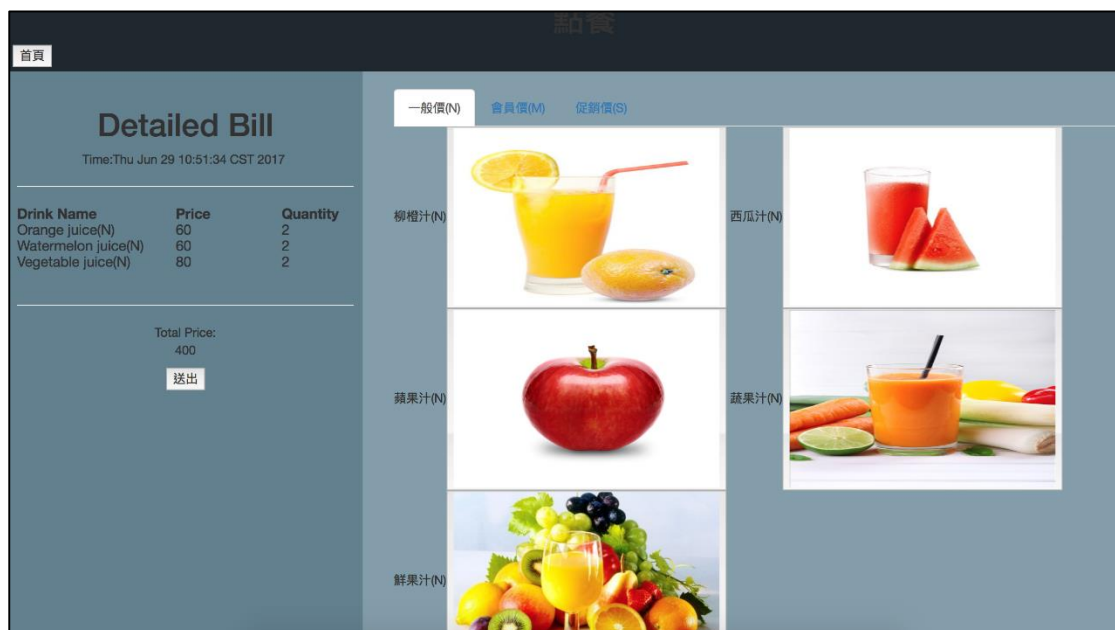 點餐
首頁
Detailed Bill
Time:Thu Jun 29 10:51:34 CST 2017
Drink Name Price Quantity
Orange juice(N) 60 2
Watermelon juice(N) 60 2
Vegetable juice(N) 80 2
Total Price:
400
送出
一般價(N) 會員價(M) 促銷價(S)
柳橙汁(N) 西瓜汁(N)
蘋果汁(N) 蔬果汁(N)
鮮果汁(N)